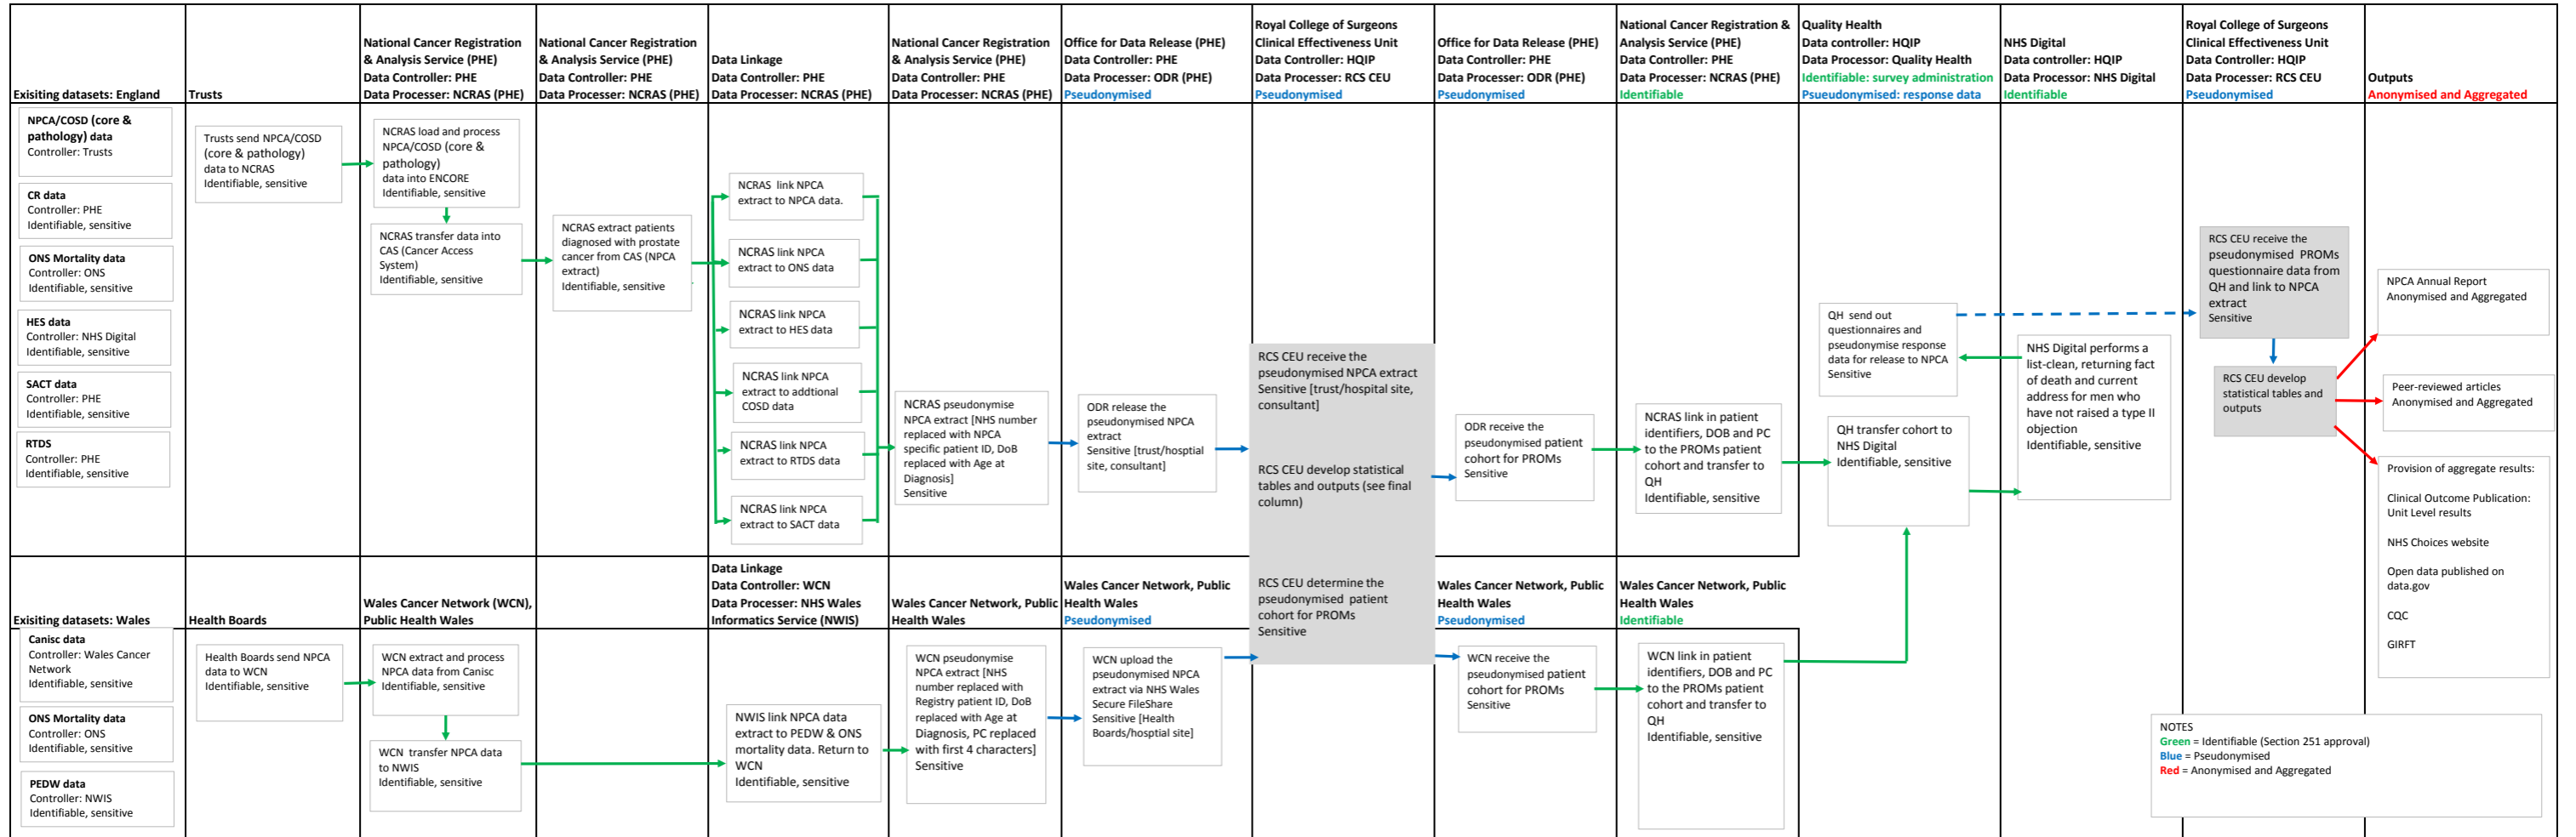 Exisiting datasets: England
Trusts
National Cancer Registration
& Analysis Service (PHE)
Data Controller: PHE
Data Processer: NCRAS (PHE)
National Cancer Registration
& Analysis Service (PHE)
Data Controller: PHE
Data Processer: NCRAS (PHE)
Data Linkage
Data Controller: PHE
Data Processer: NCRAS (PHE)
National Cancer Registration
& Analysis Service (PHE)
Data Controller: PHE
Data Processer: NCRAS (PHE)
Office for Data Release (PHE)
Data Controller: PHE
Data Processer: ODR (PHE)
Pseudonymised
Royal College of Surgeons
Clinical Effectiveness Unit
Data Controller: HQIP
Data Processer: RCS CEU
Pseudonymised
Office for Data Release (PHE)
Data Controller: PHE
Data Processer: ODR (PHE)
Pseudonymised
National Cancer Registration &
Analysis Service (PHE)
Data Controller: PHE
Data Processer: NCRAS (PHE)
Identifiable
Quality Health
Data controller: HQIP
Data Processor: Quality Health
Identifiable: survey administration
Psueudonymised: response data
NHS Digital
Data controller: HQIP
Data Processor: NHS Digital
Identifiable
Royal College of Surgeons
Clinical Effectiveness Unit
Data Controller: HQIP
Data Processer: RCS CEU
Pseudonymised
Outputs
Anonymised and Aggregated
NPCA/COSD (core &
pathology) data
Controller: Trusts
CR data
Controller: PHE
Identifiable, sensitive
ONS Mortality data
Controller: ONS
Identifiable, sensitive
HES data
Controller: NHS Digital
Identifiable, sensitive
SACT data
Controller: PHE
Identifiable, sensitive
RTDS
Controller: PHE
Identifiable, sensitive
Trusts send NPCA/COSD
(core & pathology)
data to NCRAS
Identifiable, sensitive
NCRAS load and process
NPCA/COSD (core &
pathology)
data into ENCORE
Identifiable, sensitive
NCRAS transfer data into
CAS (Cancer Access
System)
Identifiable, sensitive
NCRAS extract patients
diagnosed with prostate
cancer from CAS (NPCA
extract)
Identifiable, sensitive
NCRAS link NPCA
extract to NPCA data.
NCRAS link NPCA
extract to ONS data
NCRAS link NPCA
extract to HES data
NCRAS link NPCA
extract to addtional
COSD data
NCRAS link NPCA
extract to RTDS data
NCRAS link NPCA
extract to SACT data
NCRAS pseudonymise
NPCA extract [NHS number
replaced with NPCA
specific patient ID, DoB
replaced with Age at
Diagnosis]
Sensitive
ODR release the
pseudonymised NPCA
extract
Sensitive [trust/hosptial
site, consultant]
RCS CEU receive the
pseudonymised NPCA extract
Sensitive [trust/hospital site,
consultant]
RCS CEU develop statistical
tables and outputs (see final
column)
RCS CEU determine the
pseudonymised patient
cohort for PROMs
Sensitive
ODR receive the
pseudonymised patient
cohort for PROMs
Sensitive
NCRAS link in patient
identifiers, DOB and PC
to the PROMs patient
cohort and transfer to
QH
Identifiable, sensitive
QH send out
questionnaires and
pseudonymise response
data for release to NPCA
Sensitive
QH transfer cohort to
NHS Digital
Identifiable, sensitive
NHS Digital performs a
list-clean, returning fact
of death and current
address for men who
have not raised a type II
objection
Identifiable, sensitive
RCS CEU receive the
pseudonymised PROMs
questionnaire data from
QH and link to NPCA
extract
Sensitive
RCS CEU develop
statistical tables and
outputs
NPCA Annual Report
Anonymised and Aggregated
Peer-reviewed articles
Anonymised and Aggregated
Provision of aggregate results:
Clinical Outcome Publication:
Unit Level results
NHS Choices website
Open data published on
data.gov
CQC
GIRFT
Exisiting datasets: Wales
Health Boards
Wales Cancer Network (WCN),
Public Health Wales
Data Linkage
Data Controller: WCN
Data Processer: NHS Wales
Informatics Service (NWIS)
Wales Cancer Network, Public
Health Wales
Wales Cancer Network, Public
Health Wales
Pseudonymised
Wales Cancer Network, Public
Health Wales
Pseudonymised
Wales Cancer Network, Public
Health Wales
Identifiable
Canisc data
Controller: Wales Cancer
Network
Identifiable, sensitive
ONS Mortality data
Controller: ONS
Identifiable, sensitive
PEDW data
Controller: NWIS
Identifiable, sensitive
Health Boards send NPCA
data to WCN
Identifiable, sensitive
WCN extract and process
NPCA data from Canisc
Identifiable, sensitive
WCN transfer NPCA data
to NWIS
Identifiable, sensitive
NWIS link NPCA data
extract to PEDW & ONS
mortality data. Return to
WCN
Identifiable, sensitive
WCN pseudonymise
NPCA extract [NHS
number replaced with
Registry patient ID, DoB
replaced with Age at
Diagnosis, PC replaced
with first 4 characters]
Sensitive
WCN upload the
pseudonymised NPCA
extract via NHS Wales
Secure FileShare
Sensitive [Health
Boards/hosptial site]
WCN receive the
pseudonymised patient
cohort for PROMs
Sensitive
WCN link in patient
identifiers, DOB and PC
to the PROMs patient
cohort and transfer to
QH
Identifiable, sensitive
NOTES
Green = Identifiable (Section 251 approval)
Blue = Pseudonymised
Red = Anonymised and Aggregated